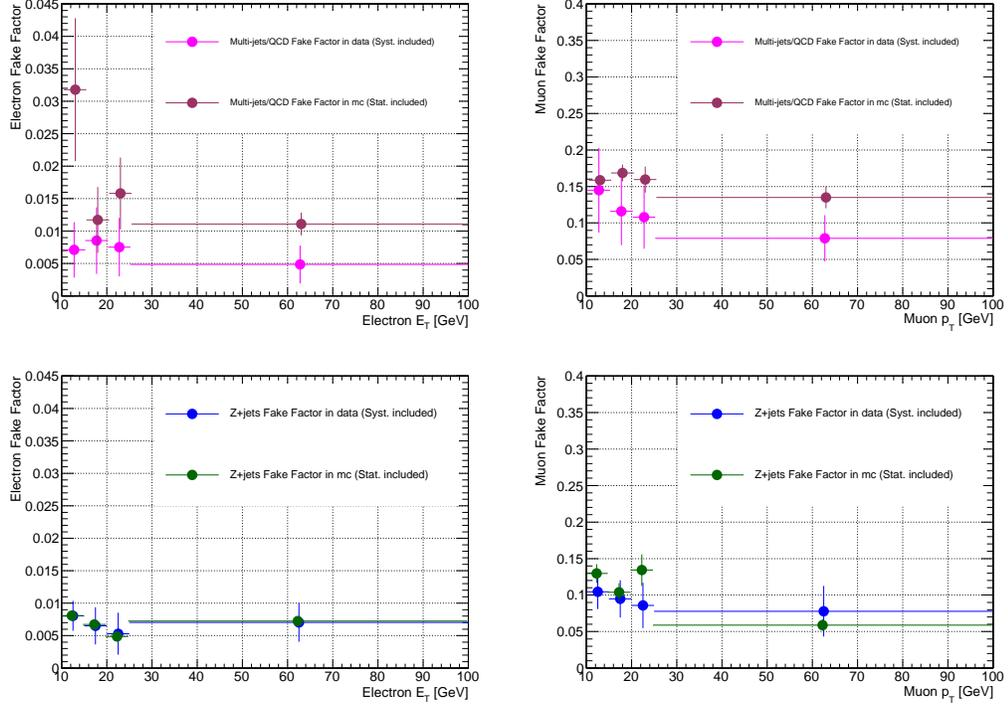 Electron Fake Factor
0.045
0.04
0.035
0.03
0.025
0.02
0.015
0.01
0.005
0
Multi-jets/QCD Fake Factor in data (Syst. included)
Multi-jets/QCD Fake Factor in mc (Stat. included)
10 20 30 40 50 60 70 80 90 100
Electron E_T [GeV]
Muon Fake Factor
0.4
0.35
0.3
0.25
0.2
0.15
0.1
0.05
0
Multi-jets/QCD Fake Factor in data (Syst. included)
Multi-jets/QCD Fake Factor in mc (Stat. included)
10 20 30 40 50 60 70 80 90 100
Muon p_T [GeV]
Electron Fake Factor
0.045
0.04
0.035
0.03
0.025
0.02
0.015
0.01
0.005
0
Z+jets Fake Factor in data (Syst. included)
Z+jets Fake Factor in mc (Stat. included)
10 20 30 40 50 60 70 80 90 100
Electron E_T [GeV]
Muon Fake Factor
0.4
0.35
0.3
0.25
0.2
0.15
0.1
0.05
0
Z+jets Fake Factor in data (Syst. included)
Z+jets Fake Factor in mc (Stat. included)
10 20 30 40 50 60 70 80 90 100
Muon p_T [GeV]